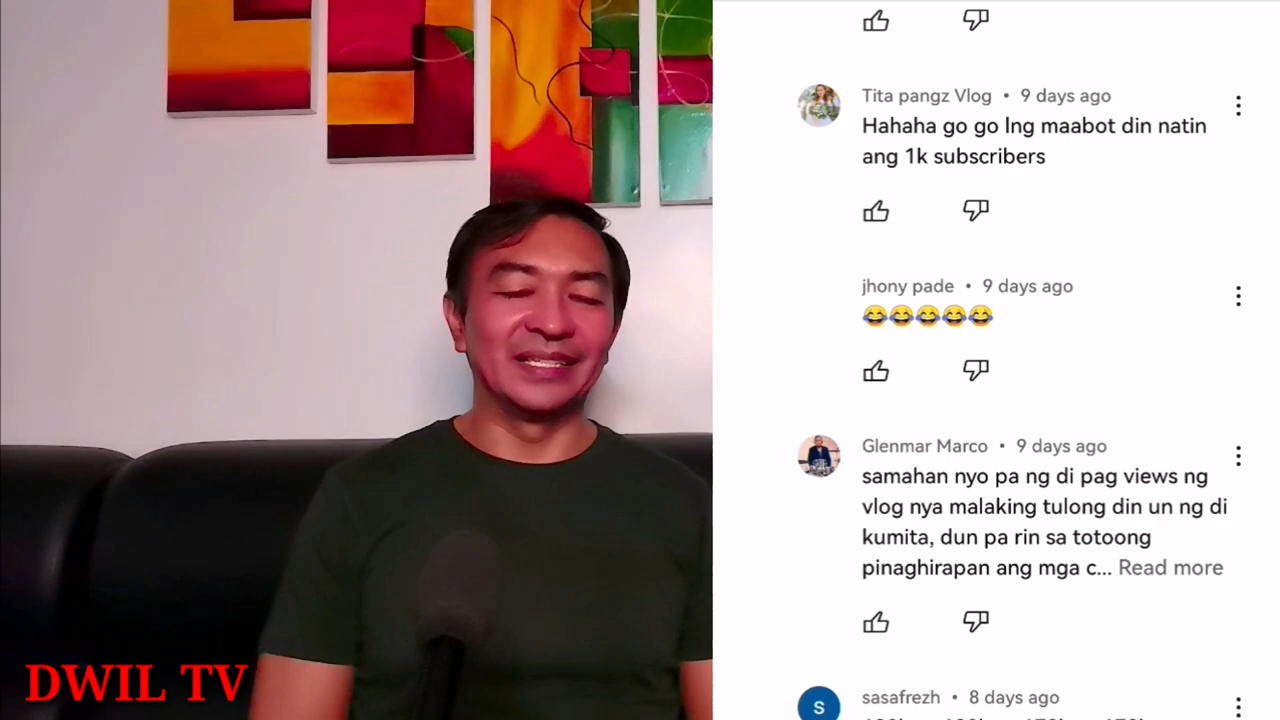 Tita pangz Vlog • 9 days ago
Hahaha go go lng maabot din natin
ang 1k subscribers
jhony pade • 9 days ago
😂😂😂😂😂
Glenmar Marco • 9 days ago
samahan nyo pa ng di pag views ng
vlog nya malaking tulong din un ng di
kumita, dun pa rin sa totoong
pinaghirapan ang mga c... Read more
S
sasafrezh • 8 days ago
DWIL TV